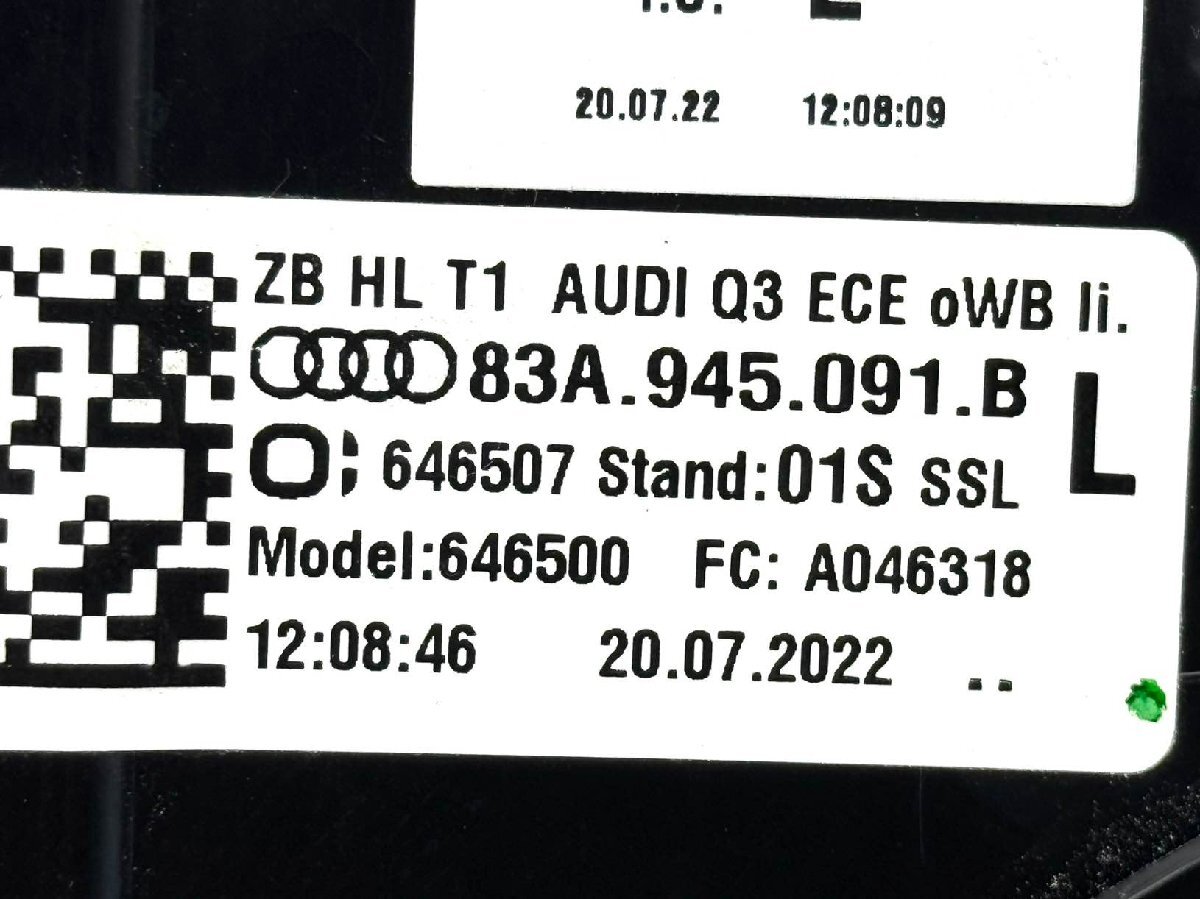 20.07.22 12:08:09
ZB HL T1 AUDI Q3 ECE oWB li.
83A.945.091.B
L
646507 Stand:01S SSL
Model:646500 FC: A046318
12:08:46 20.07.2022 ..